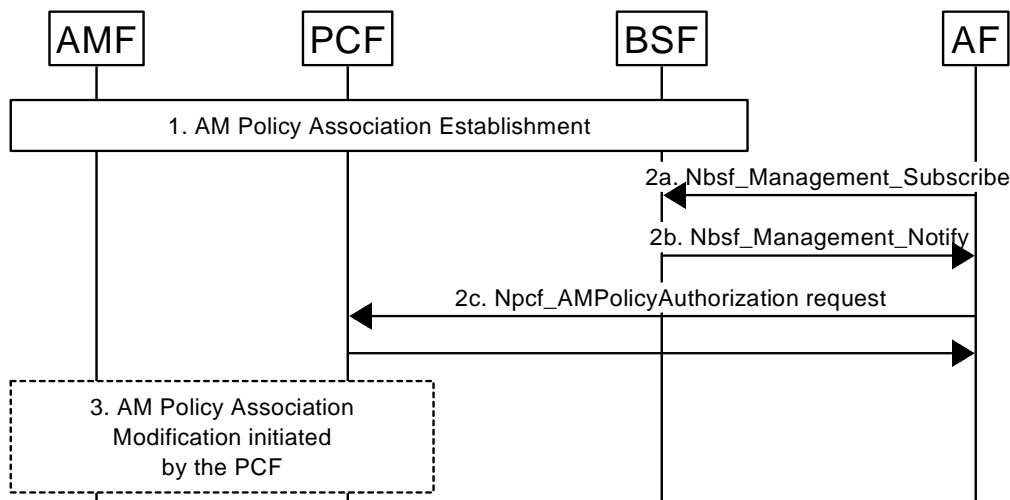 AMF PCF BSF AF
1. AM Policy Association Establishment
2a. Nbsf_Management_Subscribe
2b. Nbsf_Management_Notify
2c. Npcf_AMPolicyAuthorization request
3. AM Policy Association
Modification initiated
by the PCF